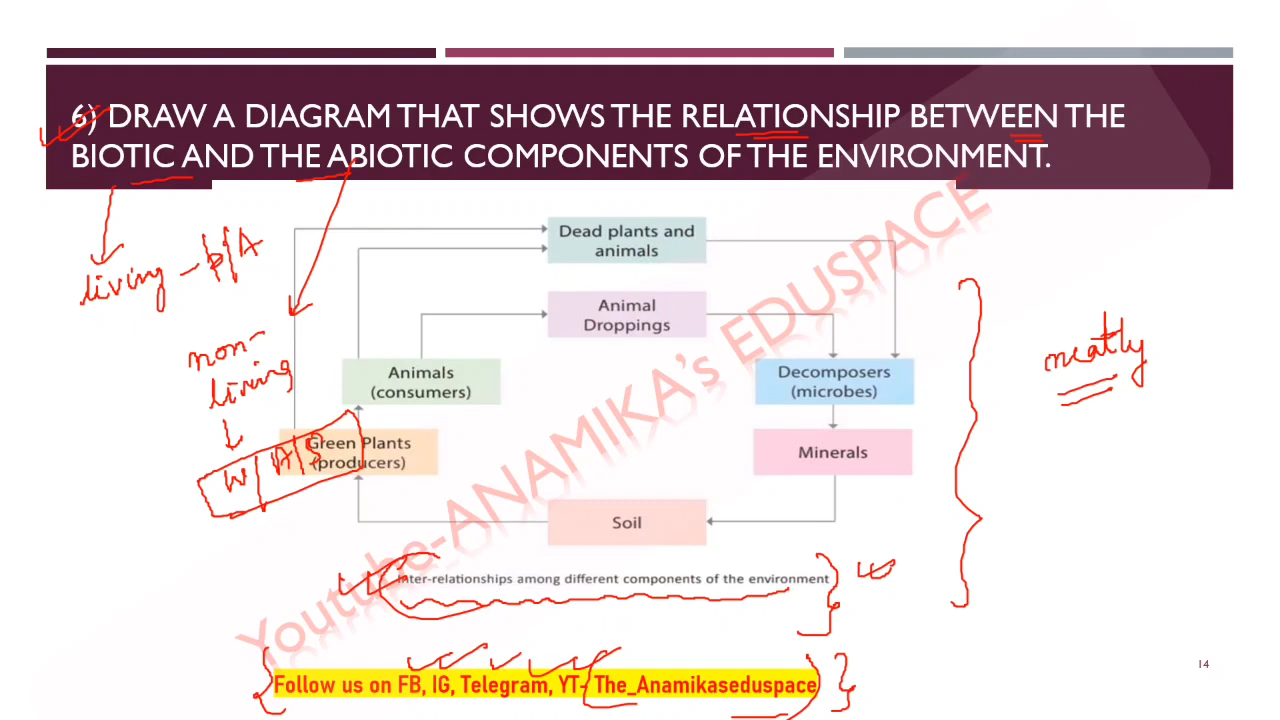 6) DRAW A DIAGRAM THAT SHOWS THE RELATIONSHIP BETWEEN THE
BIOTIC AND THE ABIOTIC COMPONENTS OF THE ENVIRONMENT.
living - P/A
non-
living
W/A/S
Dead plants and
animals
Animal
Droppings
Animals
(consumers)
Decomposers
(microbes)
Green Plants
(producers)
Minerals
Soil
neatly
Inter-relationships among different components of the environment
Youtube-ANAMIKA's EDUSPACE
Follow us on FB, IG, Telegram, YT- The_Anamikaseduspace
14